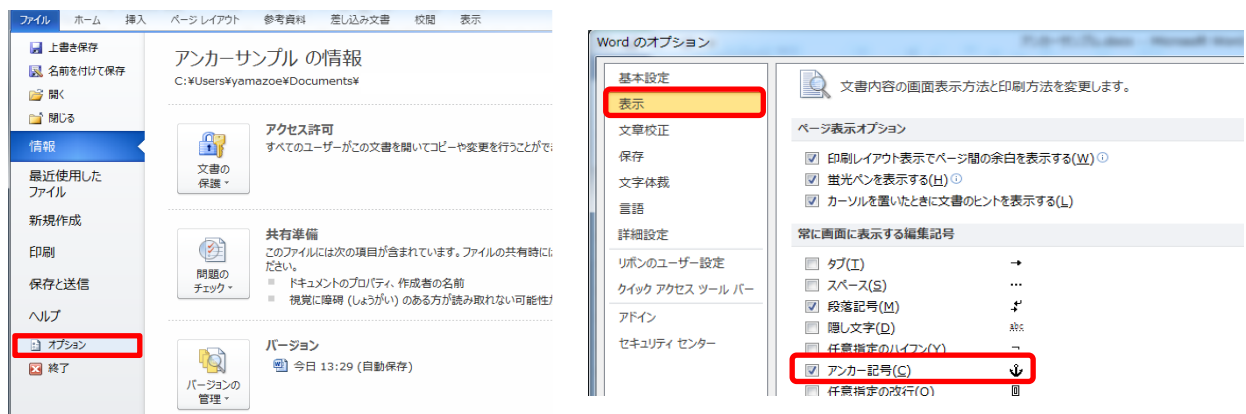 ファイル ホーム 挿入 ページ レイアウト 参考資料 差し込み文書 校閲 表示
上書き保存
名前を付けて保存
開く
閉じる
情報
最近使用した
ファイル
新規作成
印刷
保存と送信
ヘルプ
オプション
終了
アンカーサンプル の情報
C:¥Users¥yamazoe¥Documents¥
文書の
保護
アクセス許可
すべてのユーザーがこの文書を開いてコピーや変更を行うことがで
問題の
チェック
共有準備
このファイルには次の項目が含まれています。ファイルの共有時には
ださい。
ドキュメントのプロパティ、作成者の名前
視覚に障碍 (しょうがい) のある方が読み取れない可能性が
バージョンの
管理
バージョン
今日 13:29 (自動保存)
Word のオプション
基本設定
表示
文章校正
保存
文字体裁
言語
詳細設定
リボンのユーザー設定
クイック アクセス ツール バー
アドイン
セキュリティ センター
文書内容の画面表示方法と印刷方法を変更します。
ページ表示オプション
印刷レイアウト表示でページ間の余白を表示する(W)
蛍光ペンを表示する(H)
カーソルを置いたときに文書のヒントを表示する(L)
常に画面に表示する編集記号
タブ(T)
スペース(S)
段落記号(M)
隠し文字(D) abc
任意指定のハイフン(Y)
アンカー記号(C)
任意指定の改行(O)